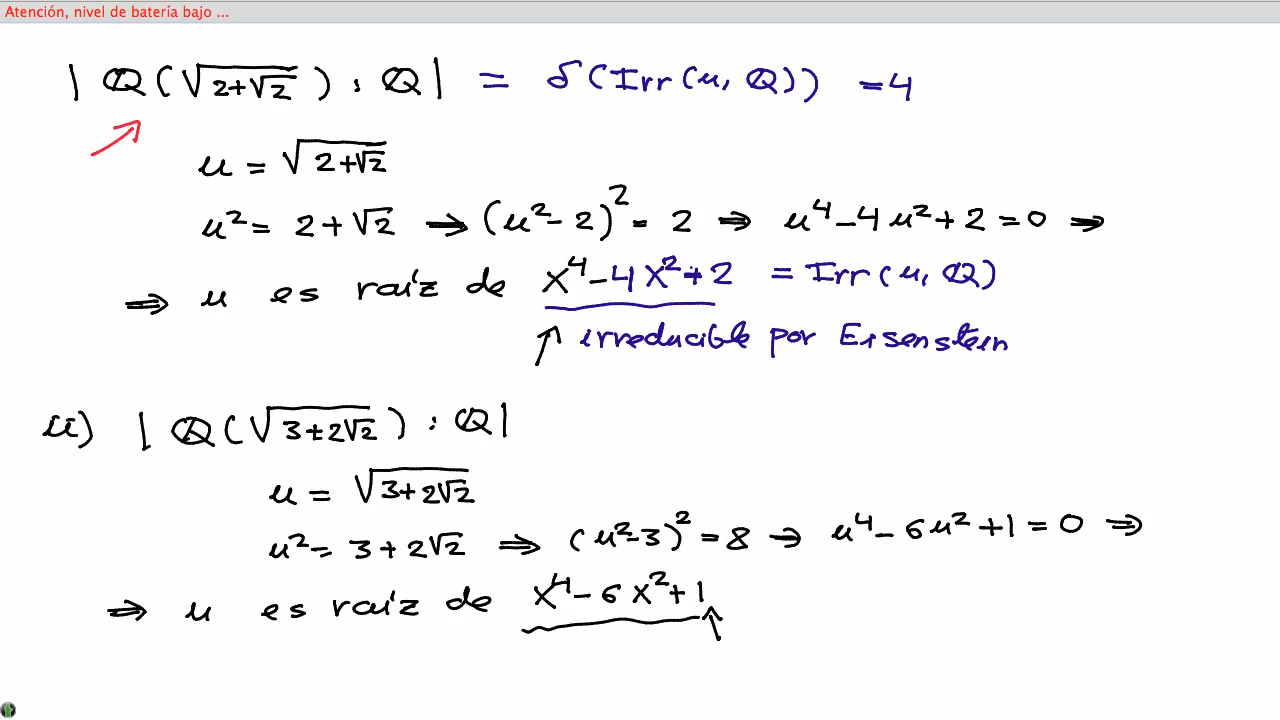 Atención, nivel de batería bajo ...
| ℚ(√(2+√2)) : ℚ| = δ(Irr(u, ℚ)) = 4
u = √(2+√2)
u² = 2 + √2 → (u² - 2)² = 2 ⇒ u⁴ - 4u² + 2 = 0 ⇒
⇒ u es raíz de x⁴ - 4x² + 2 = Irr(u, ℚ)
↑ irreducible por Eisenstein
ii) | ℚ(√(3+2√2)) : ℚ|
u = √(3+2√2)
u² = 3 + 2√2 ⇒ (u² - 3)² = 8 → u⁴ - 6u² + 1 = 0 ⇒
⇒ u es raíz de x⁴ - 6x² + 1